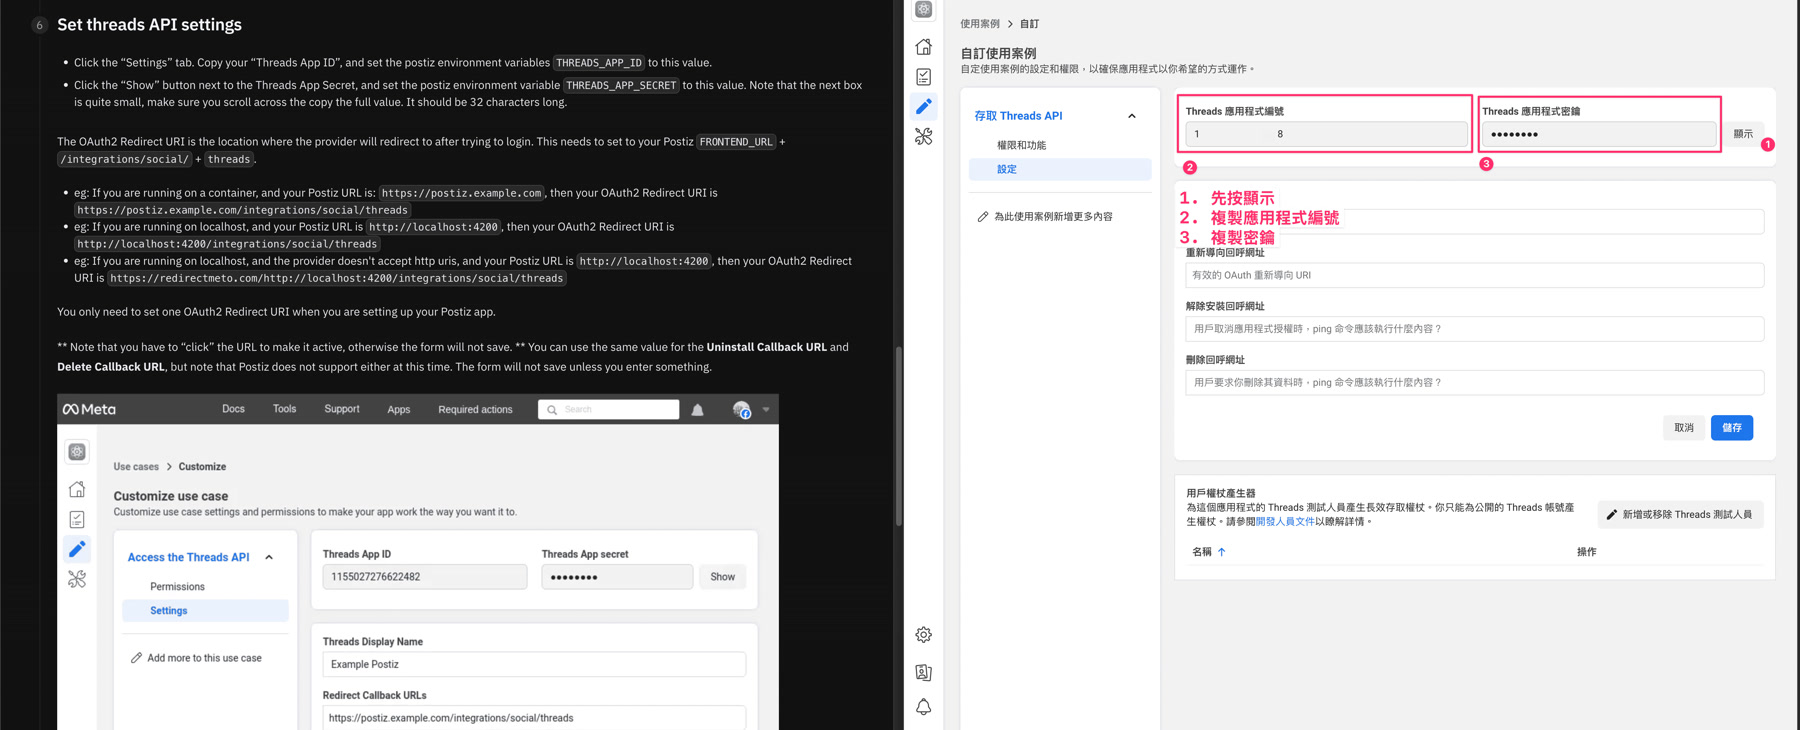 6
Set threads API settings
Click the “Settings” tab. Copy your “Threads App ID”, and set the postiz environment variables THREADS_APP_ID to this value.
Click the “Show” button next to the Threads App Secret, and set the postiz environment variable THREADS_APP_SECRET to this value. Note that the next box
is quite small, make sure you scroll across the copy the full value. It should be 32 characters long.
The OAuth2 Redirect URI is the location where the provider will redirect to after trying to login. This needs to set to your Postiz FRONTEND_URL +
/integrations/social/ + threads.
eg: If you are running on a container, and your Postiz URL is: https://postiz.example.com, then your OAuth2 Redirect URI is
https://postiz.example.com/integrations/social/threads
eg: If you are running on localhost, and your Postiz URL is http://localhost:4200, then your OAuth2 Redirect URI is
http://localhost:4200/integrations/social/threads
eg: If you are running on localhost, and the provider doesn't accept http uris, and your Postiz URL is http://localhost:4200, then your OAuth2 Redirect
URI is https://redirectmeto.com/http://localhost:4200/integrations/social/threads
You only need to set one OAuth2 Redirect URI when you are setting up your Postiz app.
** Note that you have to “click” the URL to make it active, otherwise the form will not save. ** You can use the same value for the Uninstall Callback URL and
Delete Callback URL, but note that Postiz does not support either at this time. The form will not save unless you enter something.
Meta
Docs
Tools
Support
Apps
Required actions
Search
Use cases > Customize
Customize use case
Customize use case settings and permissions to make your app work the way you want it to.
Access the Threads API
Permissions
Settings
Add more to this use case
Threads App ID
1155027276622482
Threads App secret
••••••••
Show
Threads Display Name
Example Postiz
Redirect Callback URLs
https://postiz.example.com/integrations/social/threads
使用案例 > 自訂
自訂使用案例
自定使用案例的設定和權限，以確保應用程式以你希望的方式運作。
存取 Threads API
權限和功能
設定
為此使用案例新增更多內容
Threads 應用程式編號
1 8
Threads 應用程式密鑰
••••••••
顯示
1
2
3
1. 先按顯示
2. 複製應用程式編號
3. 複製密鑰
重新導向回呼網址
有效的 OAuth 重新導向 URI
解除安裝回呼網址
用戶取消應用程式授權時，ping 命令應該執行什麼內容？
刪除回呼網址
用戶要求你刪除其資料時，ping 命令應該執行什麼內容？
取消
儲存
用戶權杖產生器
為這個應用程式的 Threads 測試人員產生長效存取權杖。你只能為公開的 Threads 帳號產
生權杖。請參閱開發人員文件以瞭解詳情。
新增或移除 Threads 測試人員
名稱 ↑
操作